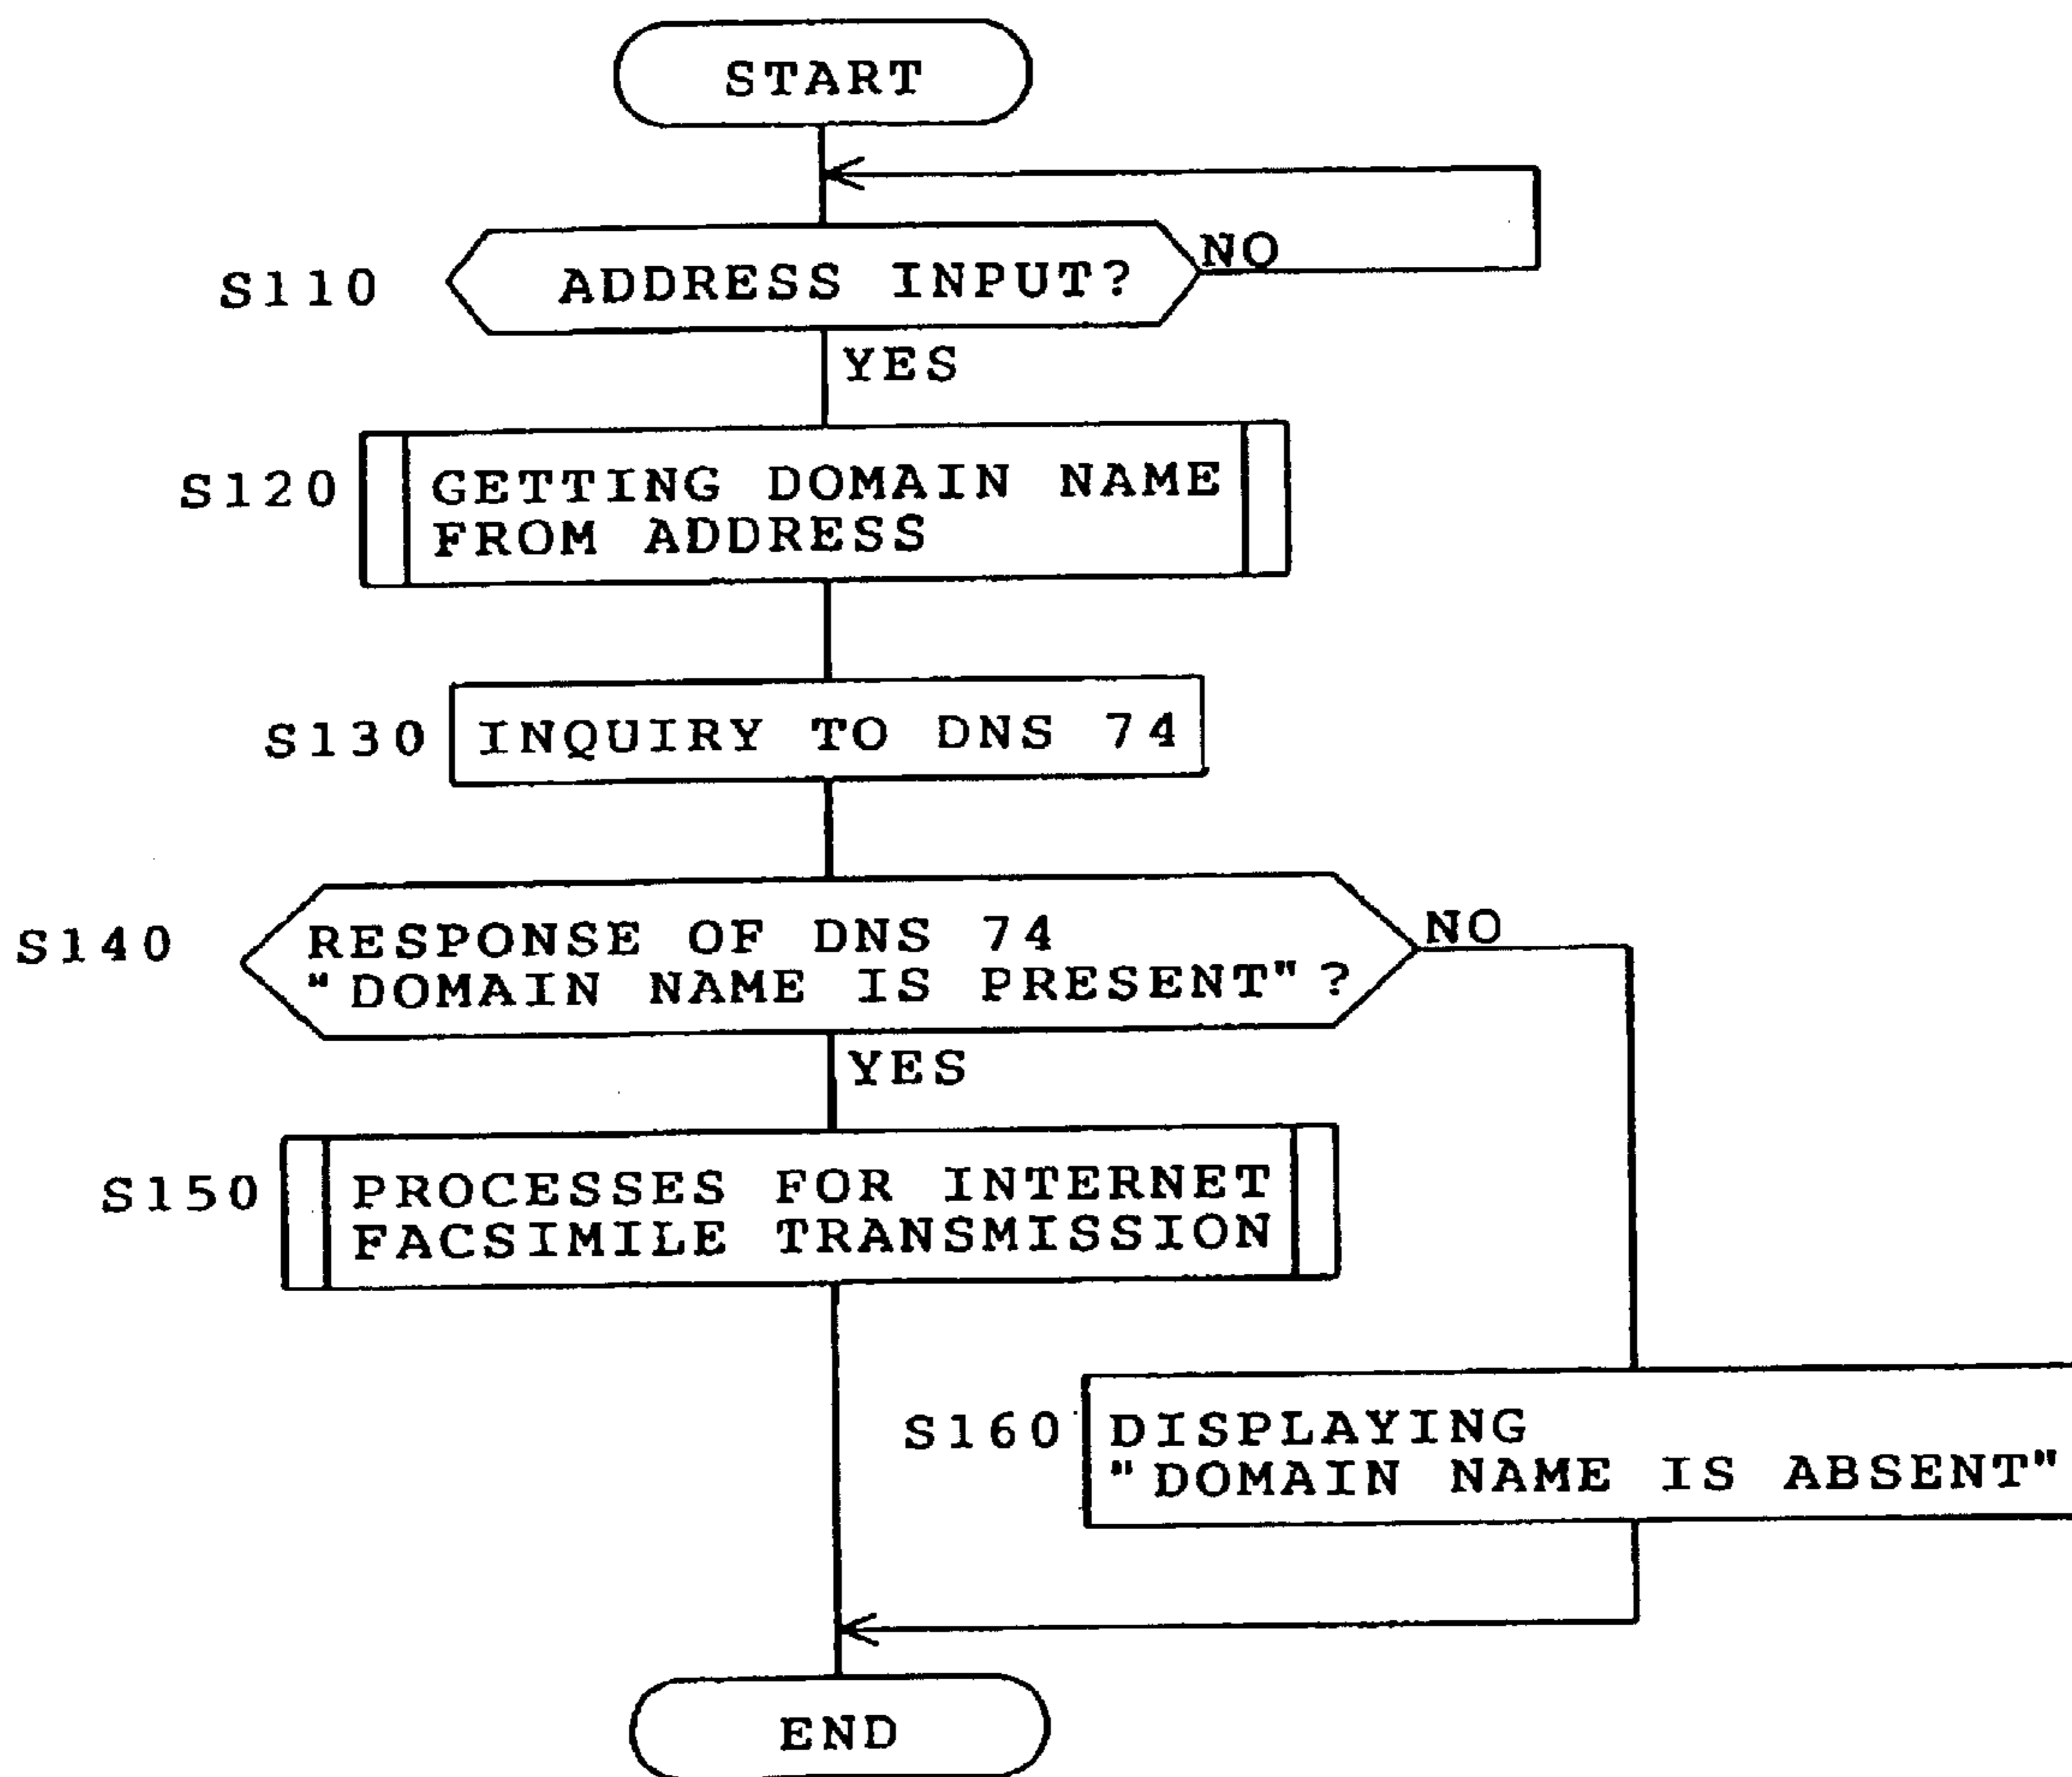 START
S110
ADDRESS INPUT?
NO
YES
S120
GETTING DOMAIN NAME
FROM ADDRESS
S130
INQUIRY TO DNS 74
S140
RESPONSE OF DNS 74
"DOMAIN NAME IS PRESENT"?
NO
YES
S150
PROCESSES FOR INTERNET
FACSIMILE TRANSMISSION
S160
DISPLAYING
"DOMAIN NAME IS ABSENT"
END